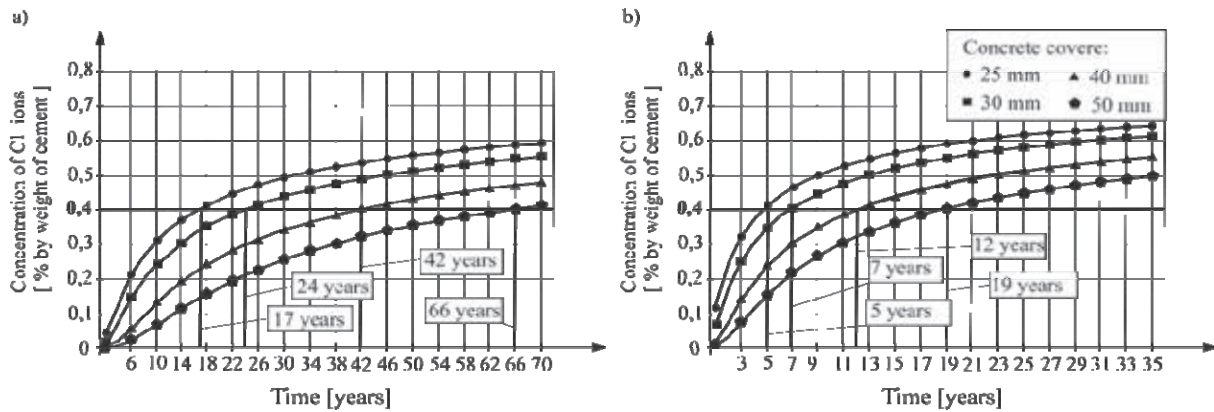 a)
Concentration of Cl ions
[ % by weight of cement ]
0,8
0,7
0,6
0,5
0,4
0,3
0,2
0,1
0
42 years
24 years
17 years
66 years
6 10 14 18 22 26 30 34 38 42 46 50 54 58 62 66 70
Time [years]
b)
Concentration of Cl ions
[ % by weight of cement ]
Concrete covere:
25 mm 40 mm
30 mm 50 mm
0,8
0,7
0,6
0,5
0,4
0,3
0,2
0,1
0
12 years
7 years
19 years
5 years
3 5 7 9 11 13 15 17 19 21 23 25 27 29 31 33 35
Time [years]